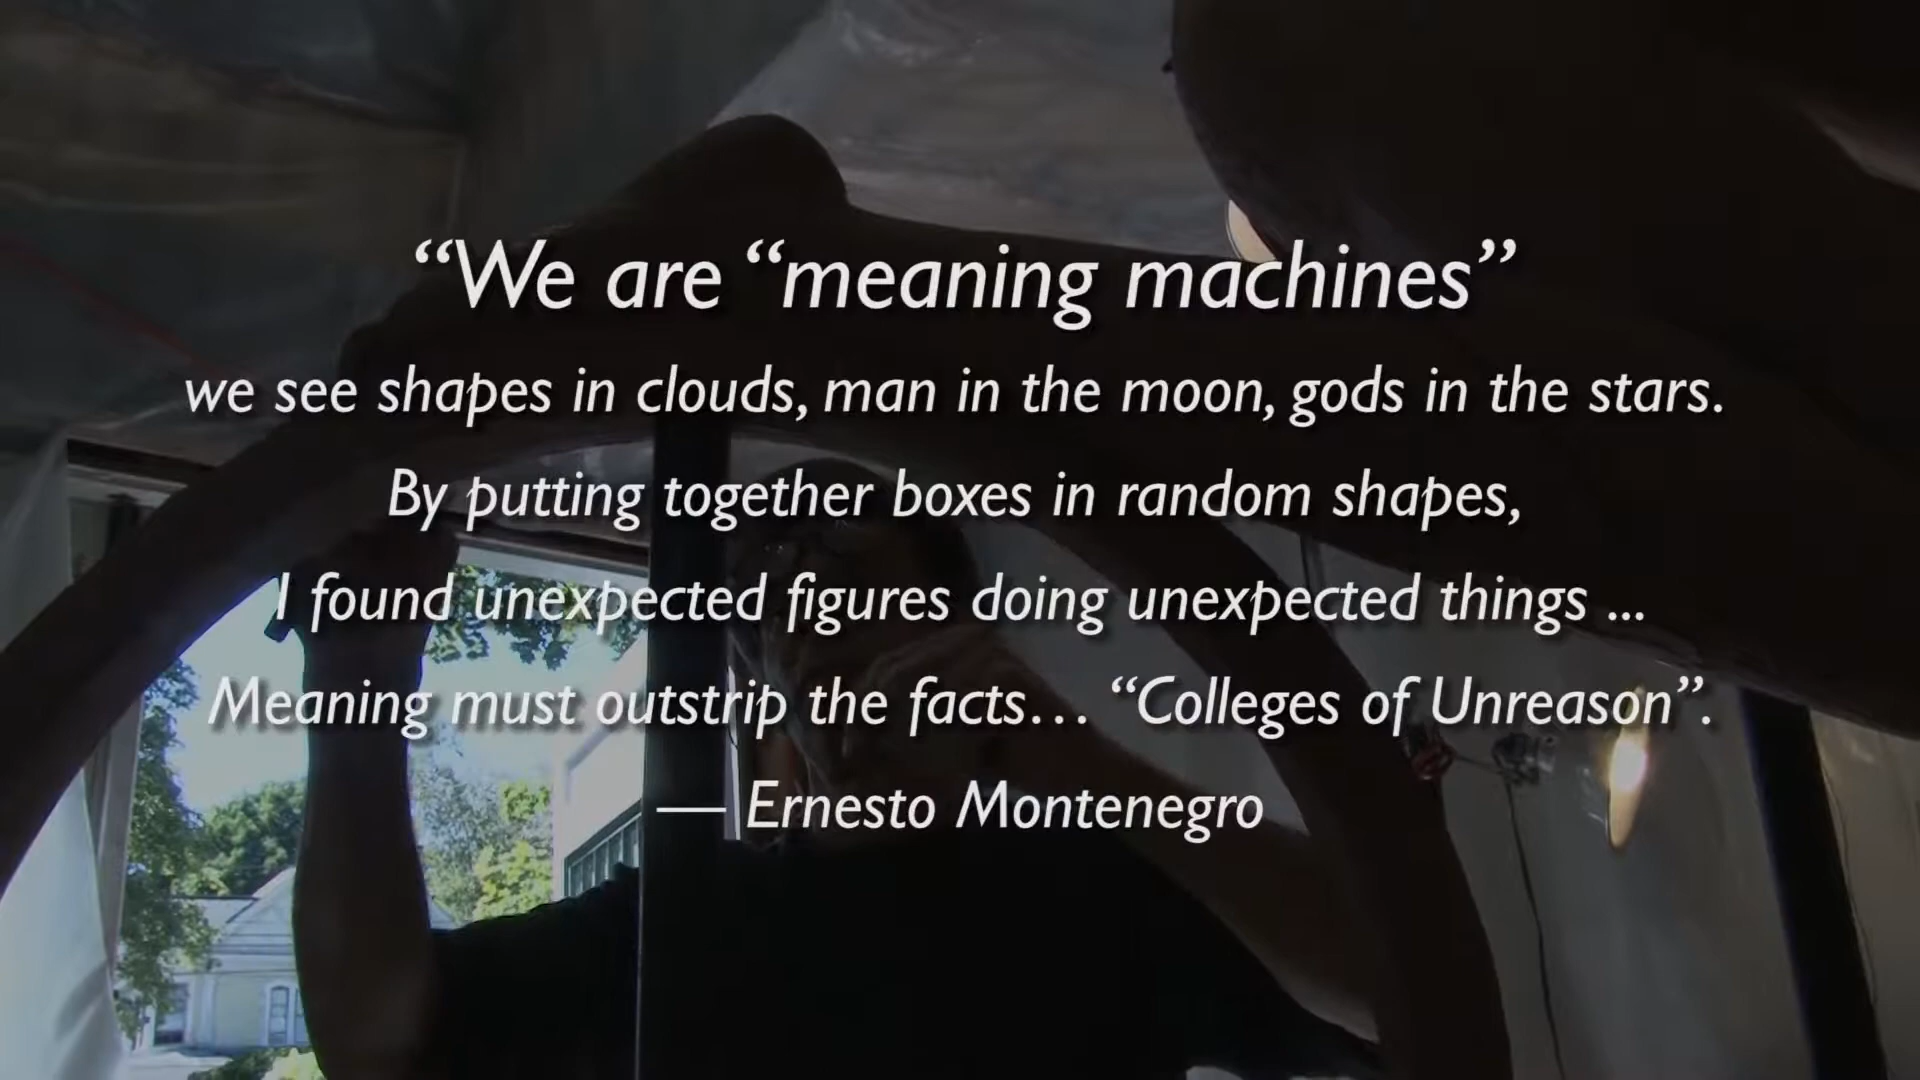 “We are “meaning machines”
we see shapes in clouds, man in the moon, gods in the stars.
By putting together boxes in random shapes,
I found unexpected figures doing unexpected things ...
Meaning must outstrip the facts… “Colleges of Unreason”.
— Ernesto Montenegro